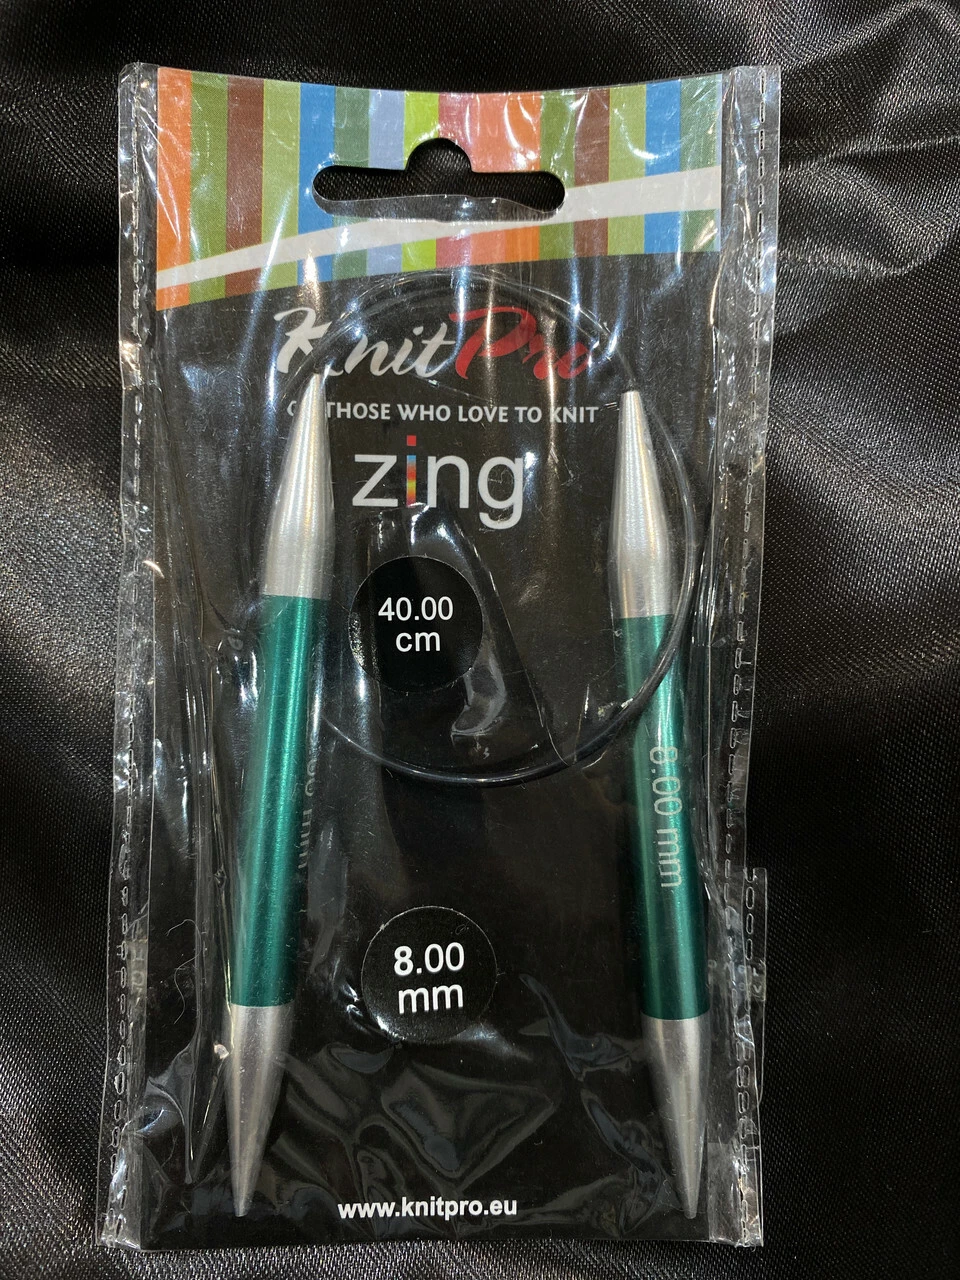 KnitPro
THOSE WHO LOVE TO KNIT
zing
40.00
cm
8.00 mm
8.00
mm
www.knitpro.eu